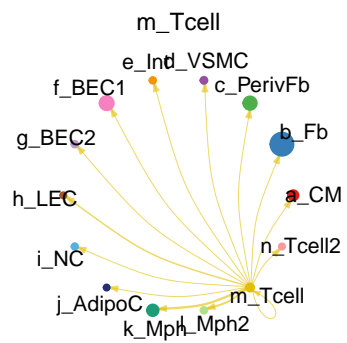 m_Tcell
e_Int
d_VSMC
f_BEC1
c_PerivFb
b_Fb
g_BEC2
h_LEC
a_CM
i_NC
n_Tcell2
j_AdipoC
m_Tcell
k_Mph
l_Mph2